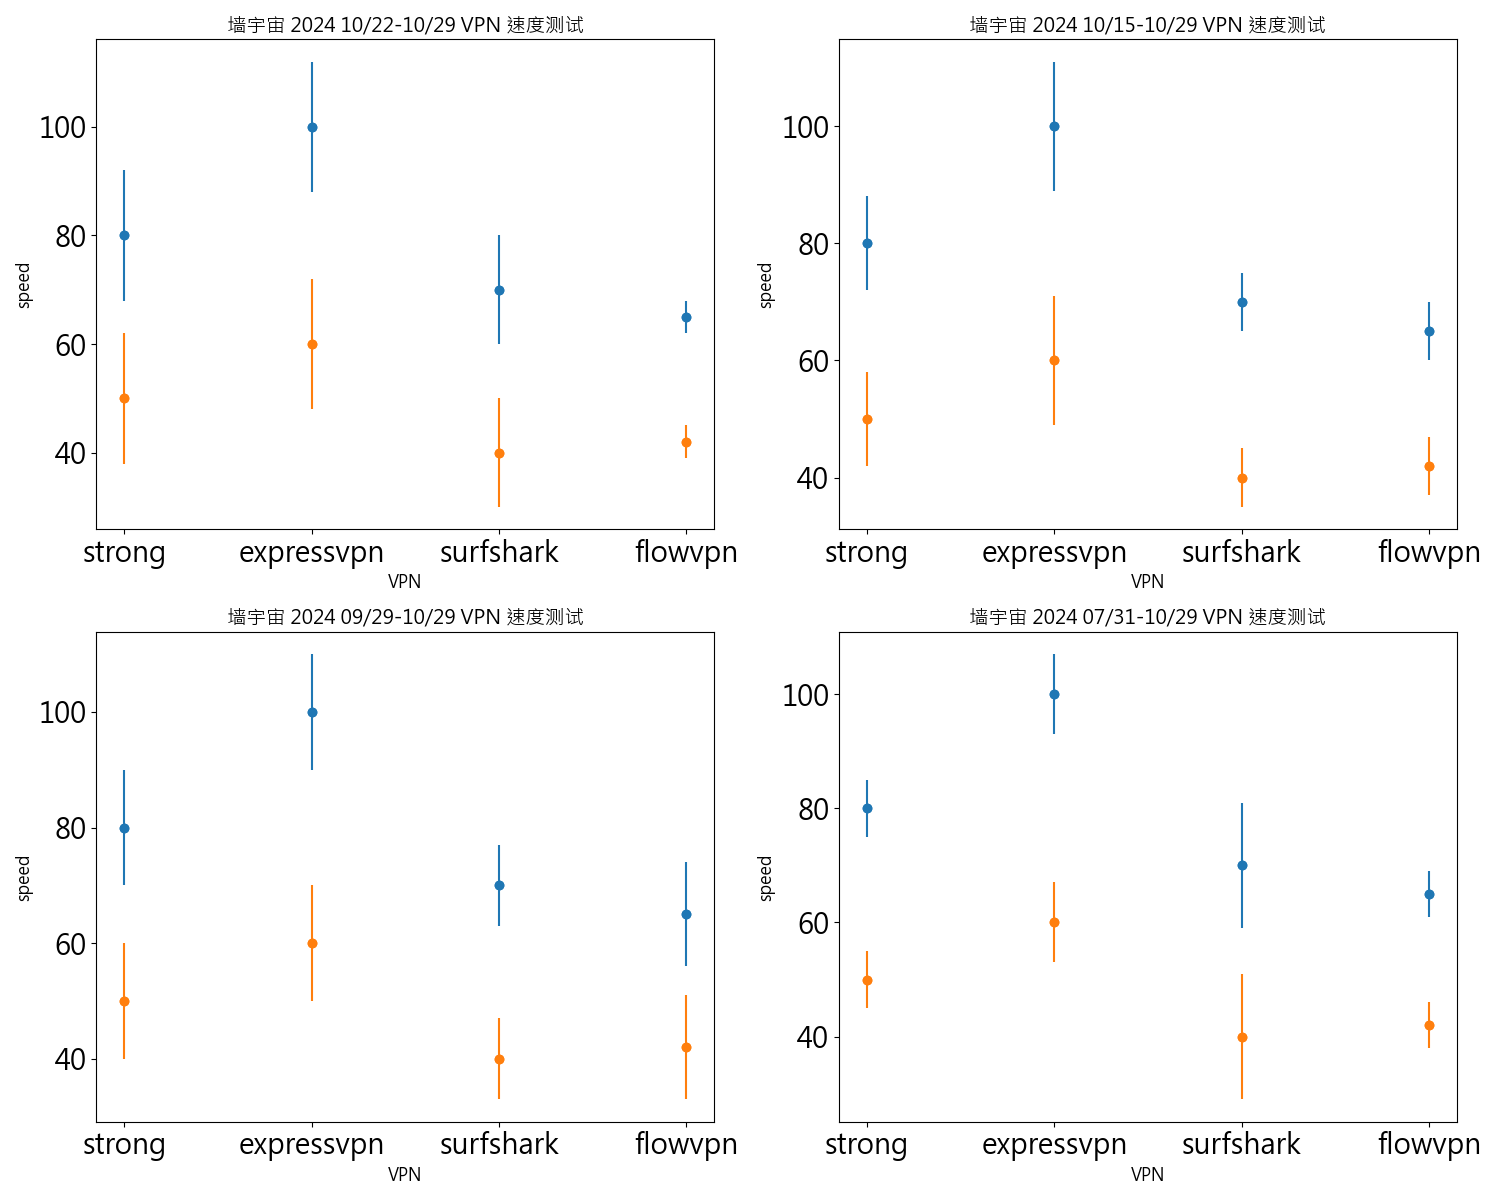 墙宇宙 2024 10/22-10/29 VPN 速度测试
100
80
60
40
speed
strong expressvpn surfshark flowvpn
VPN
墙宇宙 2024 10/15-10/29 VPN 速度测试
100
80
60
40
speed
strong expressvpn surfshark flowvpn
VPN
墙宇宙 2024 09/29-10/29 VPN 速度测试
100
80
60
40
speed
strong expressvpn surfshark flowvpn
VPN
墙宇宙 2024 07/31-10/29 VPN 速度测试
100
80
60
40
speed
strong expressvpn surfshark flowvpn
VPN